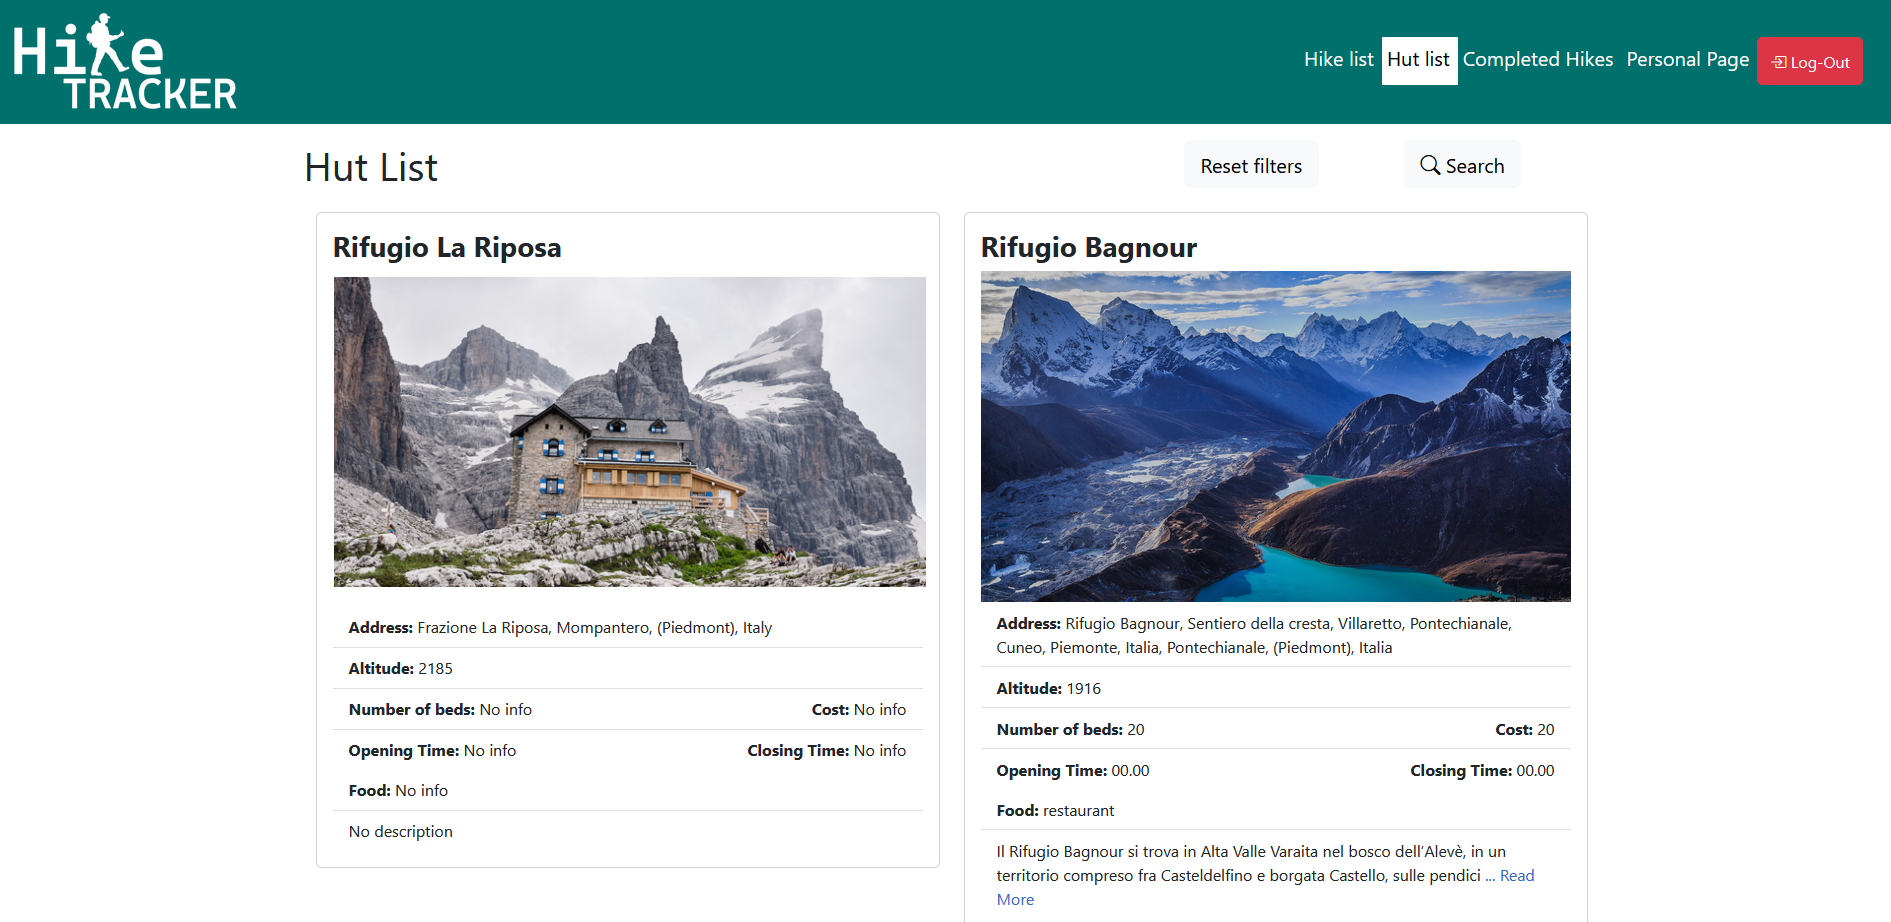 Hike
TRACKER
Hike list Hut list Completed Hikes Personal Page Log-Out
Hut List
Reset filters
Search
Rifugio La Riposa
Address: Frazione La Riposa, Mompantero, (Piedmont), Italy
Altitude: 2185
Number of beds: No info Cost: No info
Opening Time: No info Closing Time: No info
Food: No info
No description
Rifugio Bagnour
Address: Rifugio Bagnour, Sentiero della cresta, Villaretto, Pontechianale,
Cuneo, Piemonte, Italia, Pontechianale, (Piedmont), Italia
Altitude: 1916
Number of beds: 20 Cost: 20
Opening Time: 00.00 Closing Time: 00.00
Food: restaurant
Il Rifugio Bagnour si trova in Alta Valle Varaita nel bosco dell’Alevè, in un
territorio compreso fra Casteldelfino e borgata Castello, sulle pendici ... Read
More